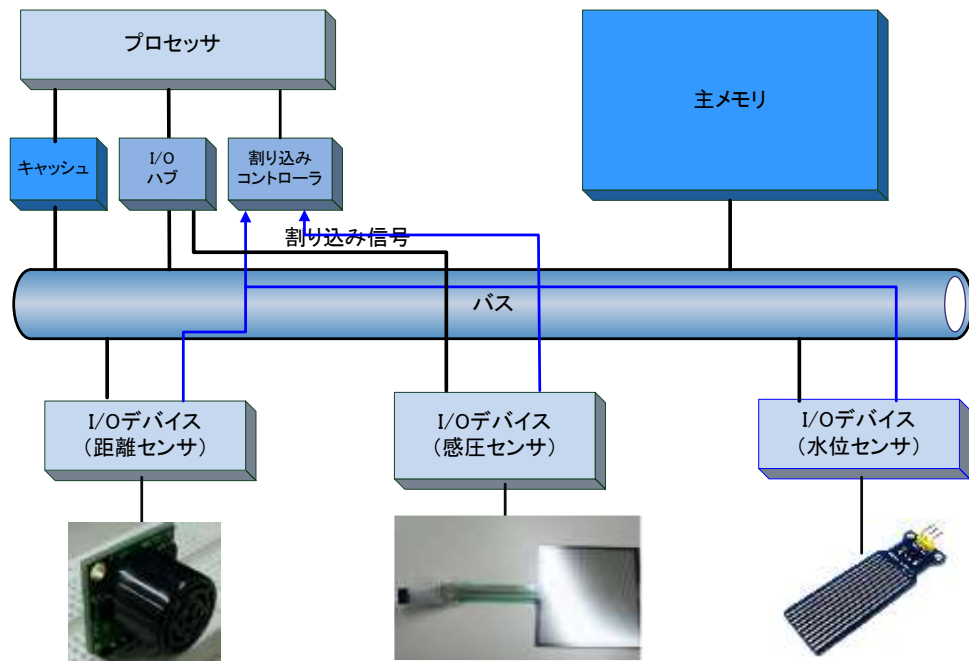 プロセッサ
主メモリ
キャッシュ
I/O
ハブ
割り込み
コントローラ
割り込み信号
バス
I/Oデバイス
(距離センサ)
I/Oデバイス
(感圧センサ)
I/Oデバイス
(水位センサ)